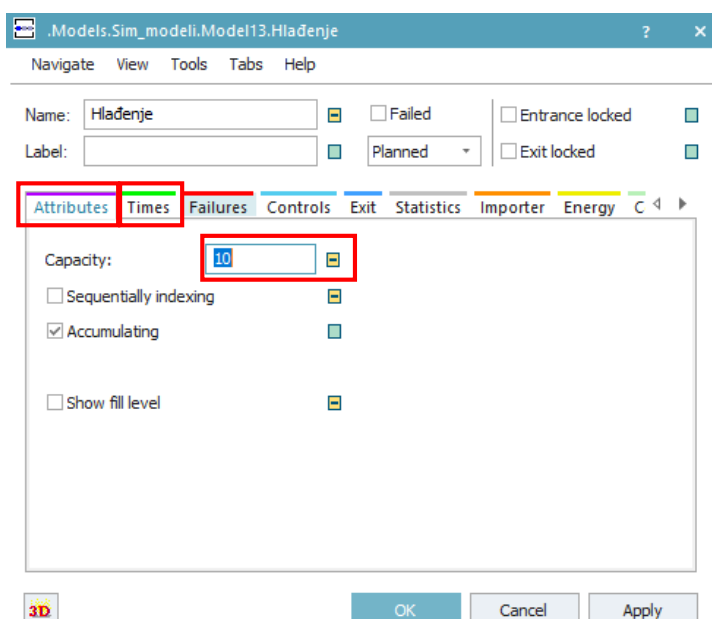 .Models.Sim_modeli.Model13.Hlađenje ? ×
Navigate View Tools Tabs Help
Name: Hlađenje Failed Entrance locked
Label: Planned Exit locked
Attributes Times Failures Controls Exit Statistics Importer Energy C
Capacity: 10
Sequentially indexing
Accumulating
Show fill level
3D OK Cancel Apply